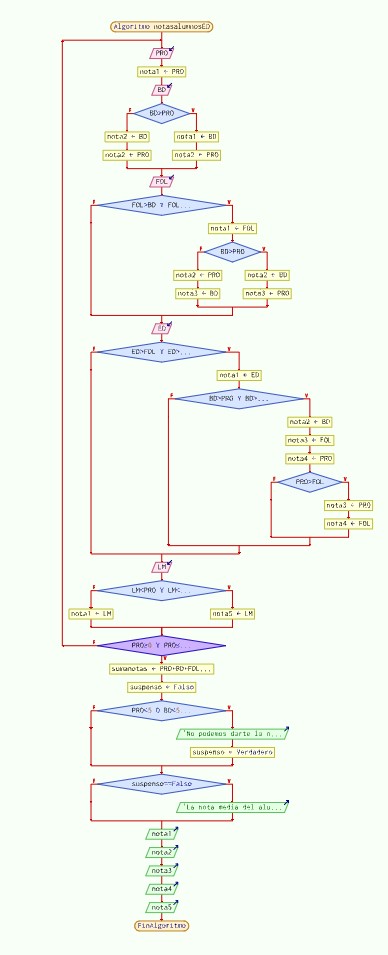 Algoritmo notasalumnosED
PRO
nota1 ← PRO
BD
BD>PRO
F
V
nota2 ← BD
nota1 ← BD
nota2 ← PRO
nota2 ← PRO
FOL
FOL>BD Y FOL...
F
V
nota1 ← FOL
BD>PRO
F
V
nota2 ← PRO
nota2 ← BD
nota3 ← BD
nota3 ← PRO
ED
ED>FOL Y ED>...
F
V
nota1 ← ED
BD>PRO Y BD>...
F
V
nota2 ← BD
nota3 ← FOL
nota4 ← PRO
PRO>FOL
F
V
nota3 ← PRO
nota4 ← FOL
LM
LM<PRO Y LM<...
F
V
nota1 ← LM
nota5 ← LM
PRO≥0 Y PRO≤...
F
V
sumanotas ← PRO+BD+FOL...
suspenso ← Falso
PRO<5 O BD<5...
F
V
'No podemos darte la n...
suspenso ← Verdadero
suspenso==Falso
F
V
'La nota media del alu...
nota1
nota2
nota3
nota4
nota5
FinAlgoritmo